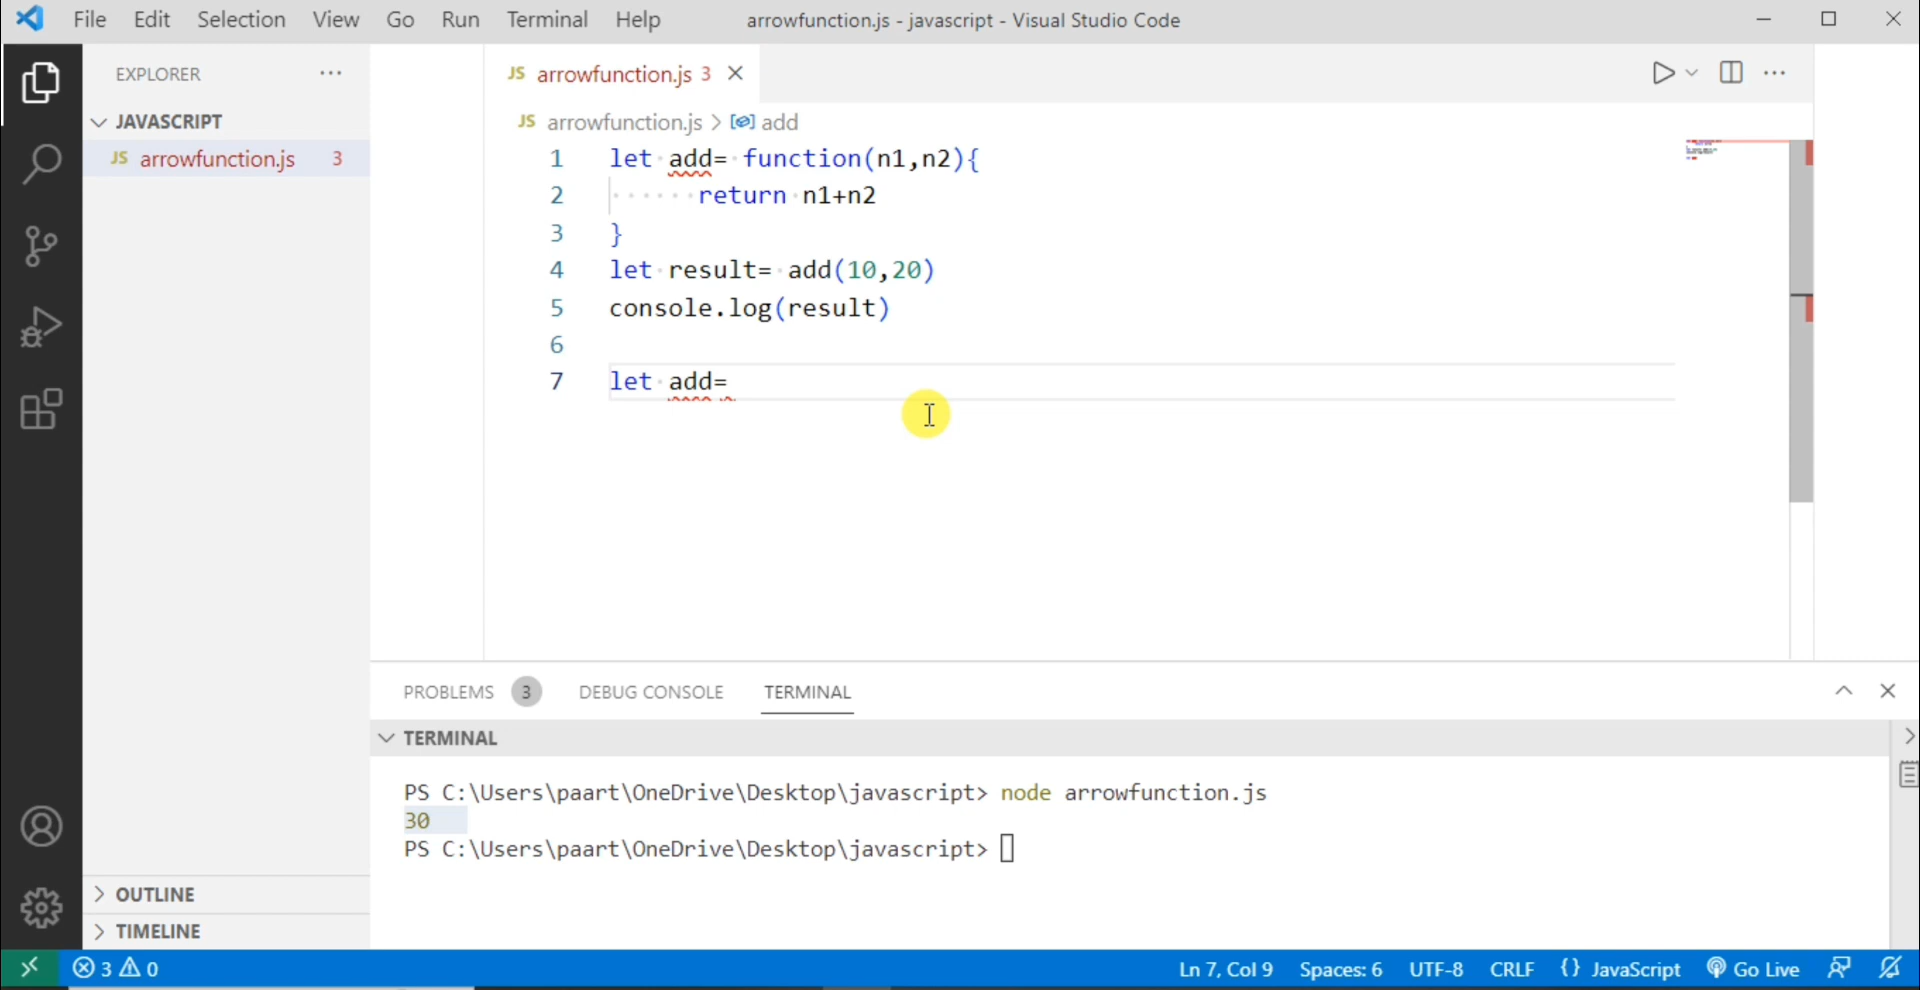 File Edit Selection View Go Run Terminal Help arrowfunction.js - javascript - Visual Studio Code
EXPLORER
JAVASCRIPT
JS arrowfunction.js 3
JS arrowfunction.js 3
JS arrowfunction.js > add
1 let add= function(n1,n2){
2 return n1+n2
3 }
4 let result= add(10,20)
5 console.log(result)
6
7 let add=
PROBLEMS 3 DEBUG CONSOLE TERMINAL
TERMINAL
PS C:\Users\paart\OneDrive\Desktop\javascript> node arrowfunction.js
30
PS C:\Users\paart\OneDrive\Desktop\javascript>
OUTLINE
TIMELINE
3 0 Ln 7, Col 9 Spaces: 6 UTF-8 CRLF {} JavaScript Go Live